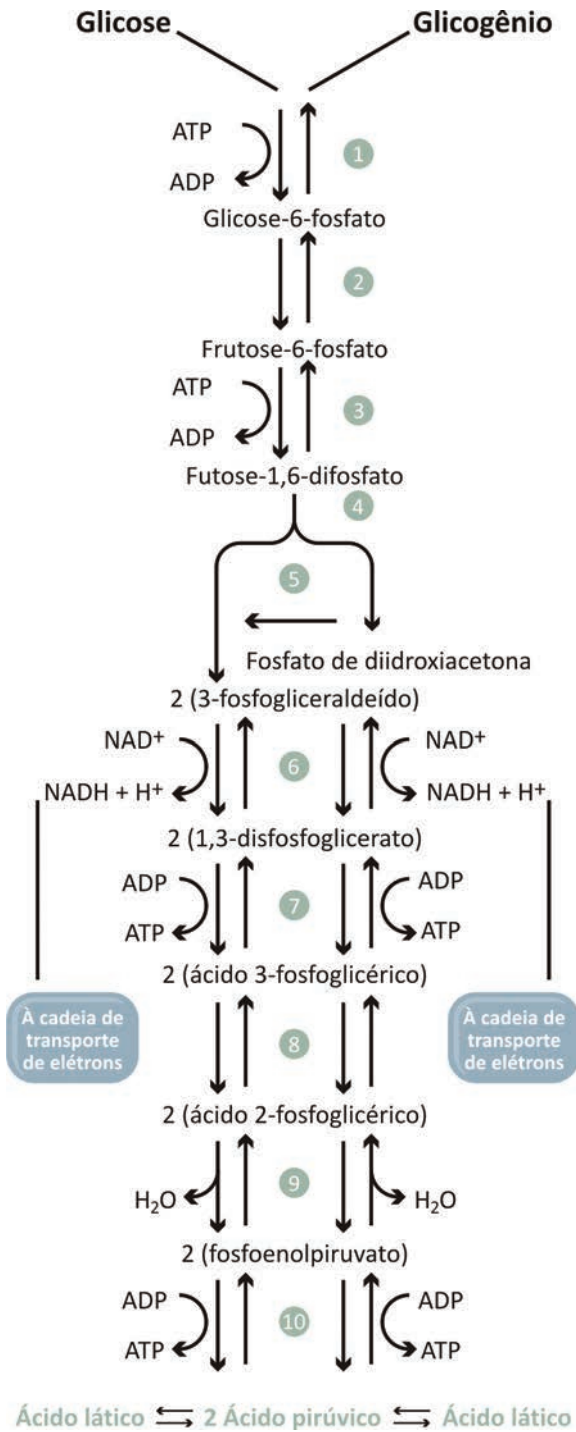 Glicose Glicogênio
ATP
1
ADP
Glicose-6-fosfato
2
Frutose-6-fosfato
ATP
3
ADP
Futose-1,6-difosfato
4
5
Fosfato de diidroxiacetona
2 (3-fosfogliceraldeído)
NAD+ NAD+
6
NADH + H+ NADH + H+
2 (1,3-disfosfoglicerato)
ADP ADP
7
ATP ATP
2 (ácido 3-fosfoglicérico)
À cadeia de À cadeia de
transporte transporte
8
de elétrons de elétrons
2 (ácido 2-fosfoglicérico)
9
H2O H2O
2 (fosfoenolpiruvato)
ADP ADP
10
ATP ATP
Ácido lático 2 Ácido pirúvico Ácido lático